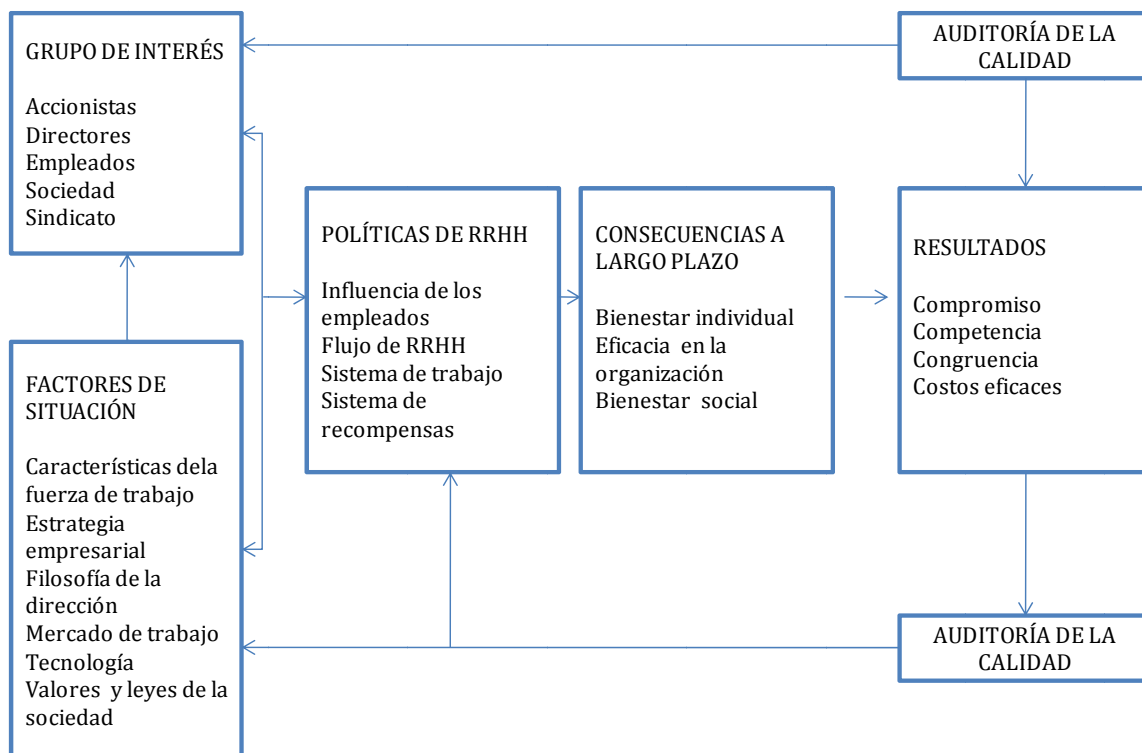 GRUPO DE INTERÉS
Accionistas
Directores
Empleados
Sociedad
Sindicato
AUDITORÍA DE LA
CALIDAD
FACTORES DE
SITUACIÓN
Características dela
fuerza de trabajo
Estrategia
empresarial
Filosofía de la
dirección
Mercado de trabajo
Tecnología
Valores y leyes de la
sociedad
POLÍTICAS DE RRHH
Influencia de los
empleados
Flujo de RRHH
Sistema de trabajo
Sistema de
recompensas
CONSECUENCIAS A
LARGO PLAZO
Bienestar individual
Eficacia en la
organización
Bienestar social
RESULTADOS
Compromiso
Competencia
Congruencia
Costos eficaces
AUDITORÍA DE LA
CALIDAD